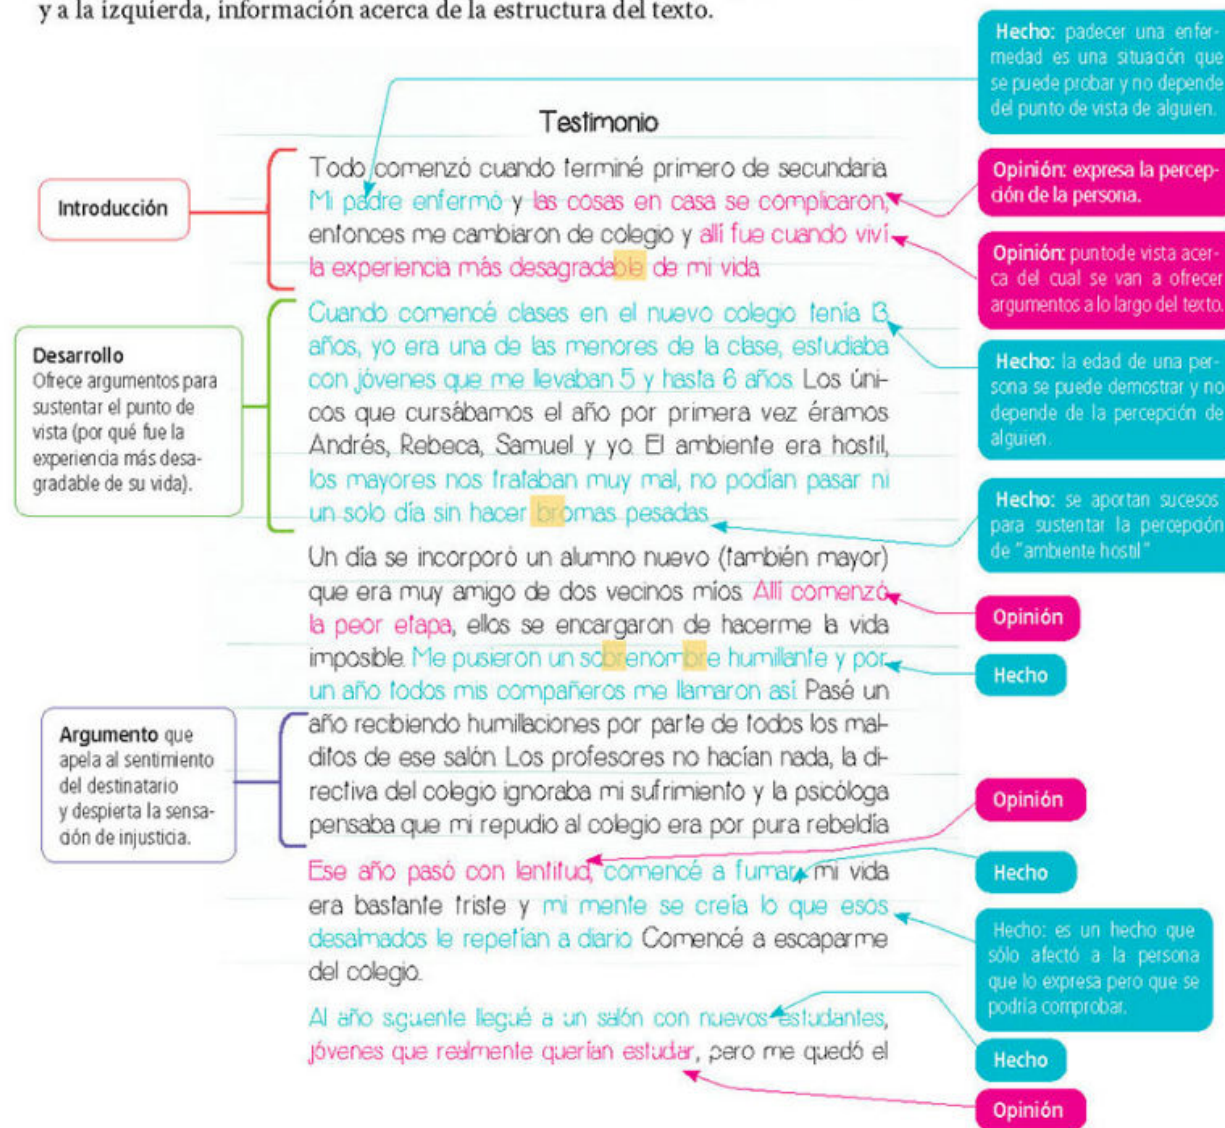 y a la izquierda, información acerca de la estructura del texto.
Testimonio
Todo comenzó cuando terminé primero de secundaria.
Mi padre enfermó y las cosas en casa se complicaron,
entonces me cambiaron de colegio y allí fue cuando viví
la experiencia más desagradable de mi vida.
Cuando comencé clases en el nuevo colegio tenía 13
años, yo era una de las menores de la clase, estudiaba
con jóvenes que me llevaban 5 y hasta 6 años. Los úni-
cos que cursábamos el año por primera vez éramos
Andrés, Rebeca, Samuel y yo. El ambiente era hostil,
los mayores nos trataban muy mal, no podían pasar ni
un solo día sin hacer bromas pesadas.
Un día se incorporó un alumno nuevo (también mayor)
que era muy amigo de dos vecinos míos. Allí comenzó
la peor etapa, ellos se encargaron de hacerme la vida
imposible. Me pusieron un sobrenombre humillante y por
un año todos mis compañeros me llamaron así. Pasé un
año recibiendo humillaciones por parte de todos los mal-
ditos de ese salón. Los profesores no hacían nada, la di-
rectiva del colegio ignoraba mi sufrimiento y la psicóloga
pensaba que mi repudio al colegio era por pura rebeldía.
Ese año pasó con lentitud, comencé a fumar, mi vida
era bastante triste y mi mente se creía lo que esos
desalmados le repetían a diario. Comencé a escaparme
del colegio.
Al año siguiente llegué a un salón con nuevos estudiantes,
jóvenes que realmente querían estudiar, pero me quedó el
Introducción
Desarrollo
Ofrece argumentos para
sustentar el punto de
vista (por qué fue la
experiencia más desa-
gradable de su vida).
Argumento que
apela al sentimiento
del destinatario
y despierta la sensa-
ción de injusticia.
Hecho: padecer una enfer-
medad es una situación que
se puede probar y no depende
del punto de vista de alguien.
Opinión: expresa la percep-
ción de la persona.
Opinión: puntode vista acer-
ca del cual se van a ofrecer
argumentos a lo largo del texto.
Hecho: la edad de una per-
sona se puede demostrar y no
depende de la percepción de
alguien.
Hecho: se aportan sucesos
para sustentar la percepción
de "ambiente hostil"
Opinión
Hecho
Opinión
Hecho
Hecho: es un hecho que
sólo afectó a la persona
que lo expresa pero que se
podría comprobar.
Hecho
Opinión